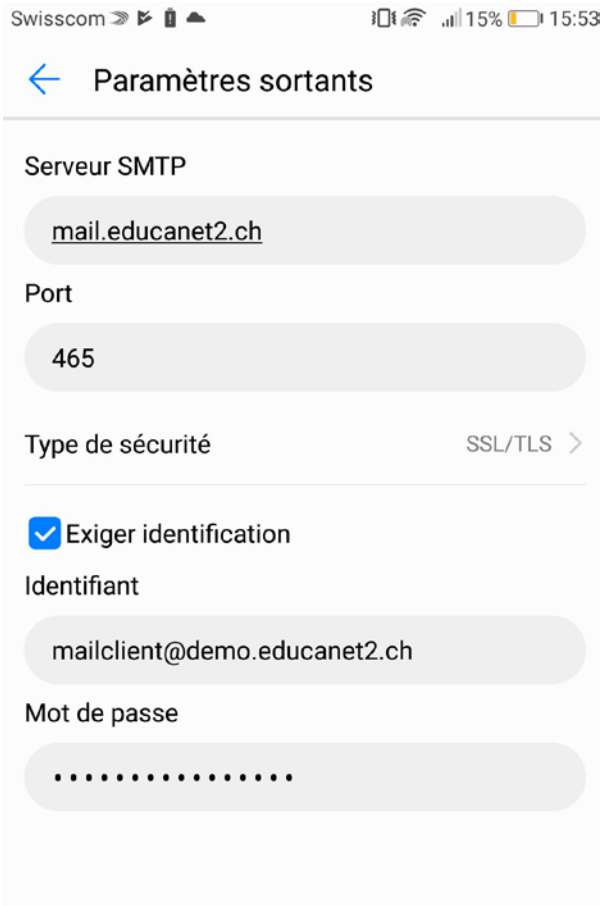 Swisscom 15% 15:53
Paramètres sortants
Serveur SMTP
mail.educanet2.ch
Port
465
Type de sécurité SSL/TLS
Exiger identification
Identifiant
mailclient@demo.educanet2.ch
Mot de passe
••••••••••••••••